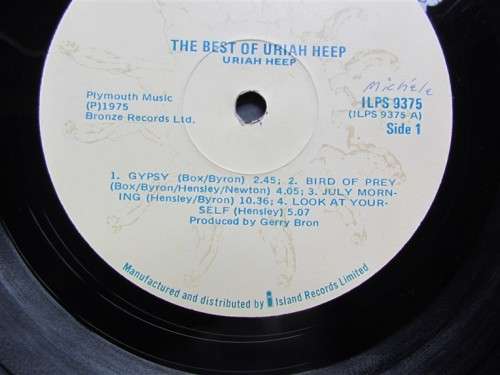 THE BEST OF URIAH HEEP
URIAH HEEP
Plymouth Music
(P)1975
Bronze Records Ltd.
Michéle
ILPS 9375
(ILPS 9375 A)
Side 1
1. GYPSY (Box/Byron) 2.45; 2. BIRD OF PREY
(Box/Byron/Hensley/Newton) 4.05; 3. JULY MORN-
ING (Hensley/Byron) 10.36; 4. LOOK AT YOUR-
SELF (Hensley) 5.07
Produced by Gerry Bron
Manufactured and distributed by Island Records Limited